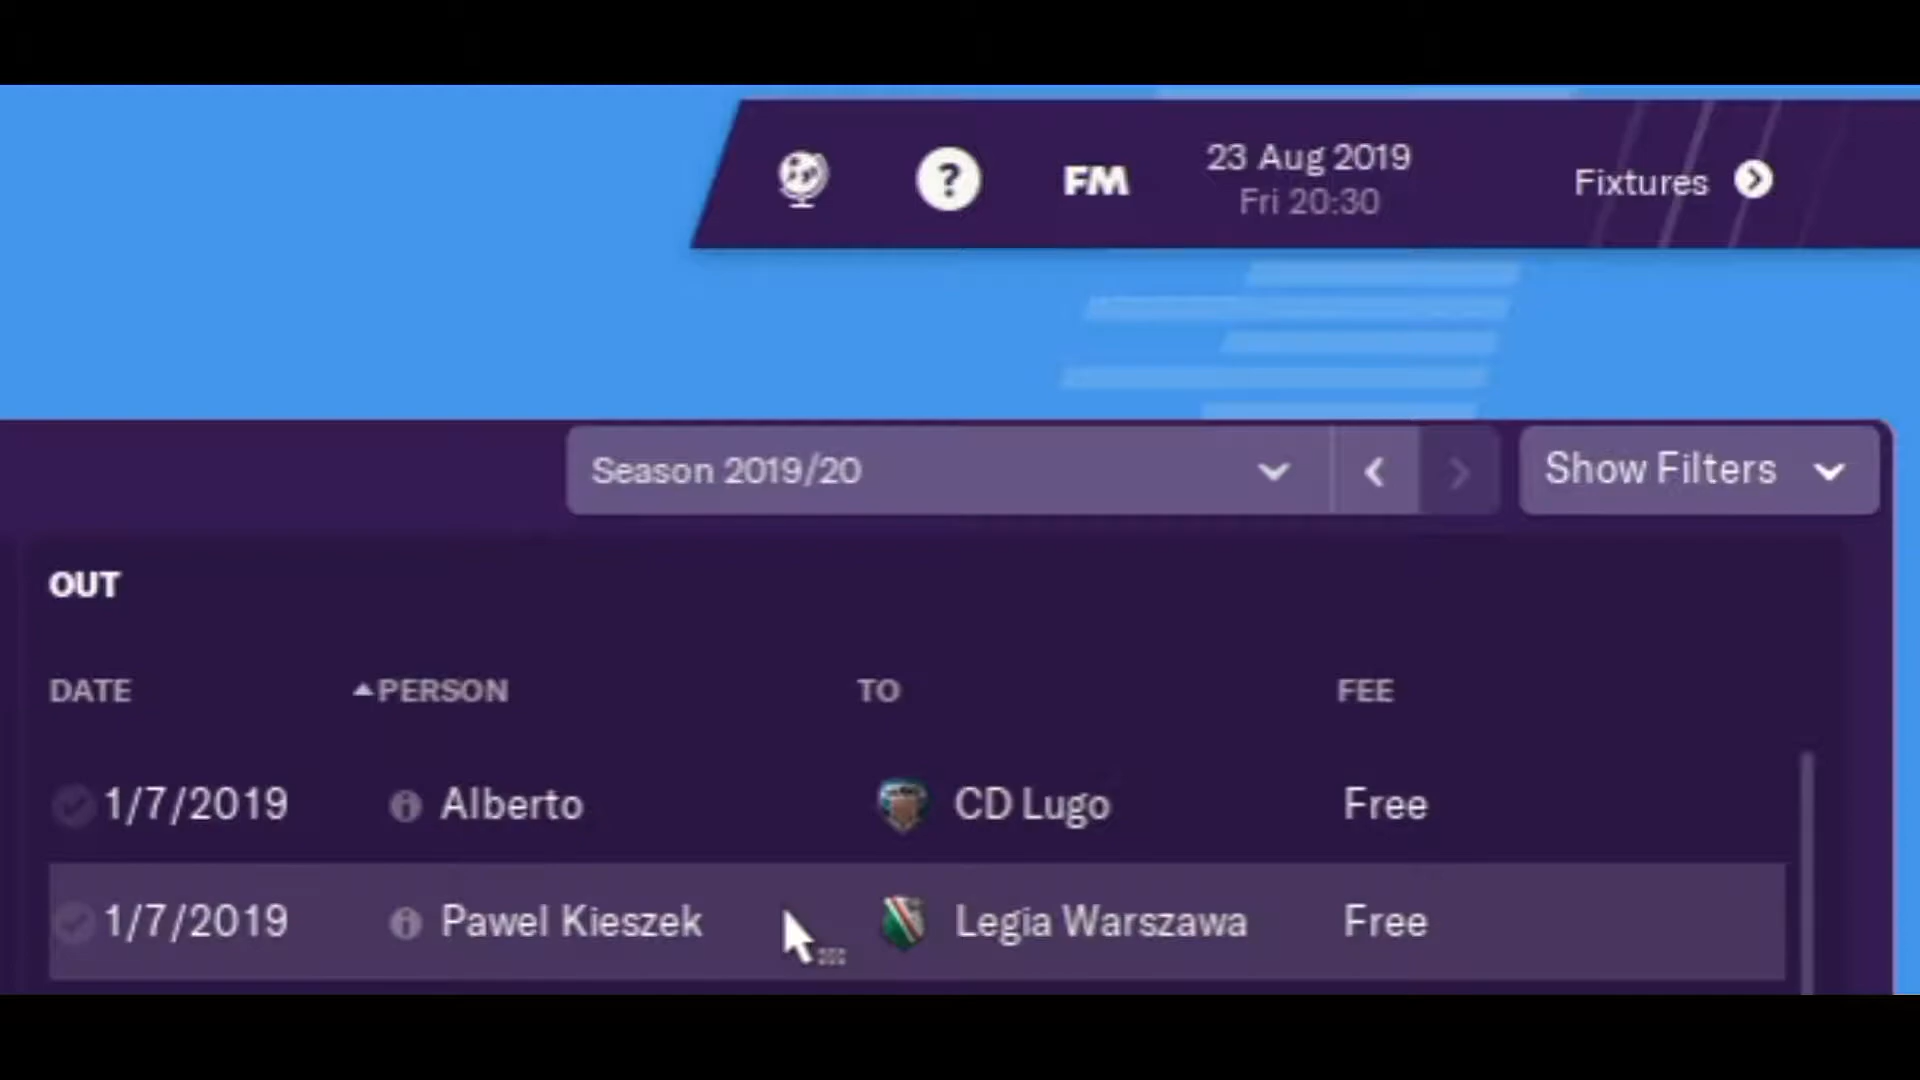 23 Aug 2019
? FM Fixtures
Fri 20:30
Season 2019/20 Show Filters
OUT
DATE PERSON TO FEE
1/7/2019 Alberto CD Lugo Free
1/7/2019 Pawel Kieszek Legia Warszawa Free